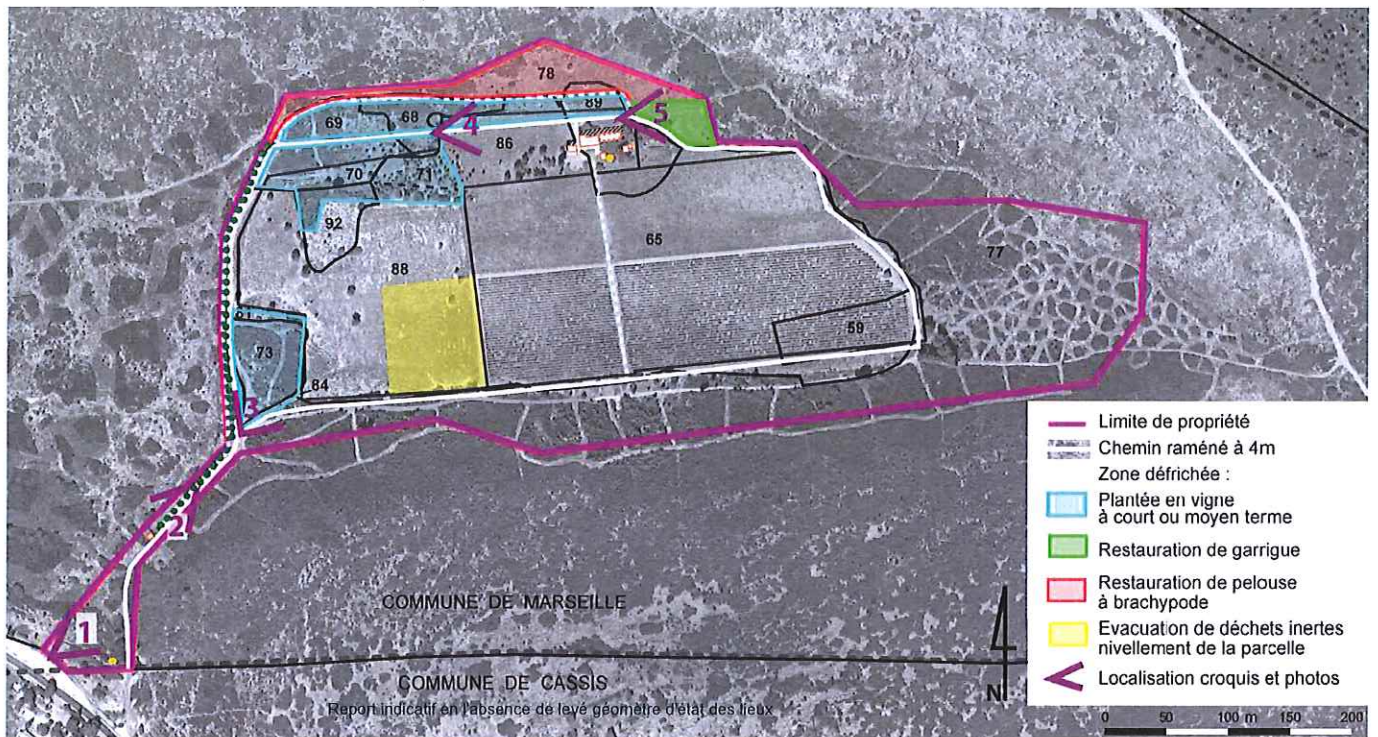 78
69
68
89
4
5
86
70
71
92
65
77
88
59
73
84
3
2
1
COMMUNE DE MARSEILLE
COMMUNE DE CASSIS
Report indicatif en l'absence de levé géomètre d'état des lieux
N
Limite de propriété
Chemin raméné à 4m
Zone défrichée :
Plantée en vigne
à court ou moyen terme
Restauration de garrigue
Restauration de pelouse
à brachypode
Evacuation de déchets inertes
nivellement de la parcelle
Localisation croquis et photos
0 50 100 m 150 200